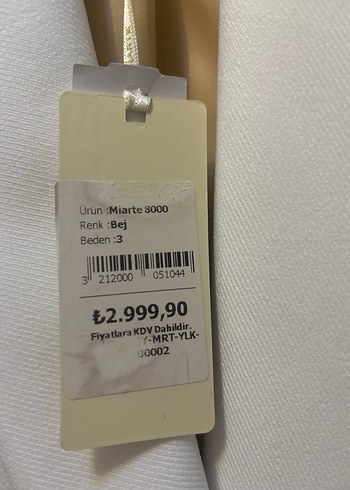 Ürün :Miarte 8000
Renk :Bej
Beden :3
3 212000 051044
₺2.999,90
Fiyatlara KDV Dahildir.
-MRT-YLK-
00002